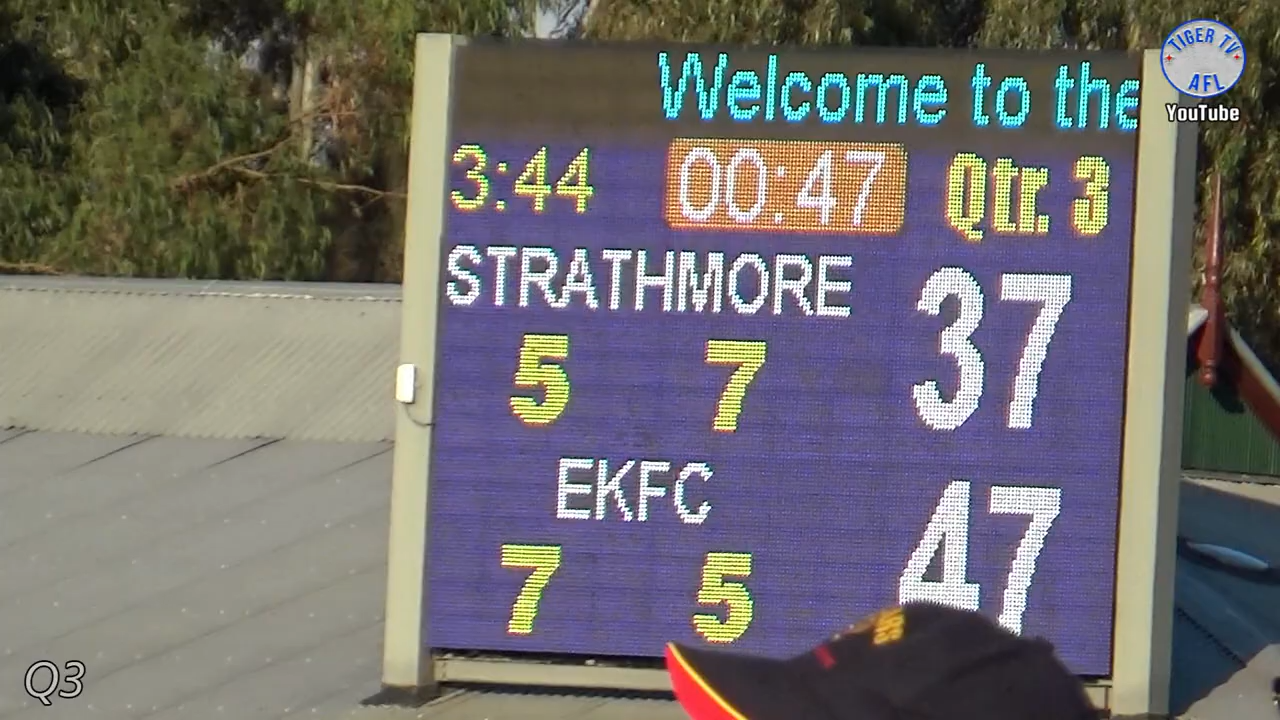 Welcome to the
3:44 00:47 Qtr. 3
STRATHMORE
5 7 37
EKFC
7 5 47
TIGER TV
AFL
YouTube
Q3